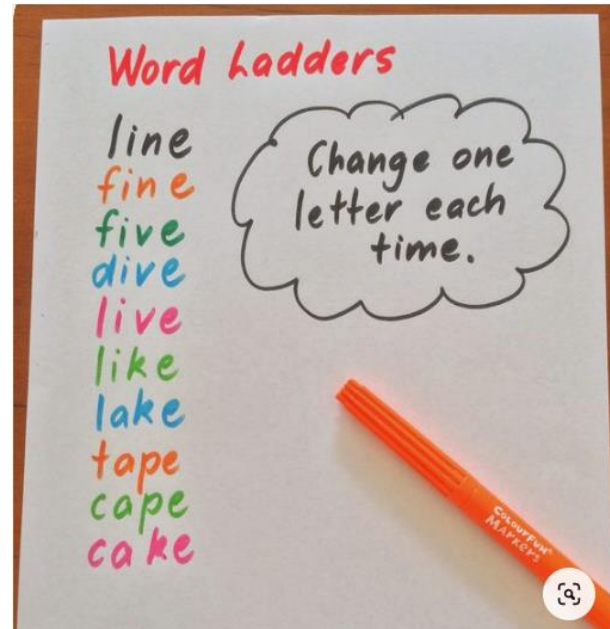 Word Ladders
line
fine
five
dive
live
like
lake
tape
cape
cake
Change one
letter each
time.
COLOURFUN
MARKERS